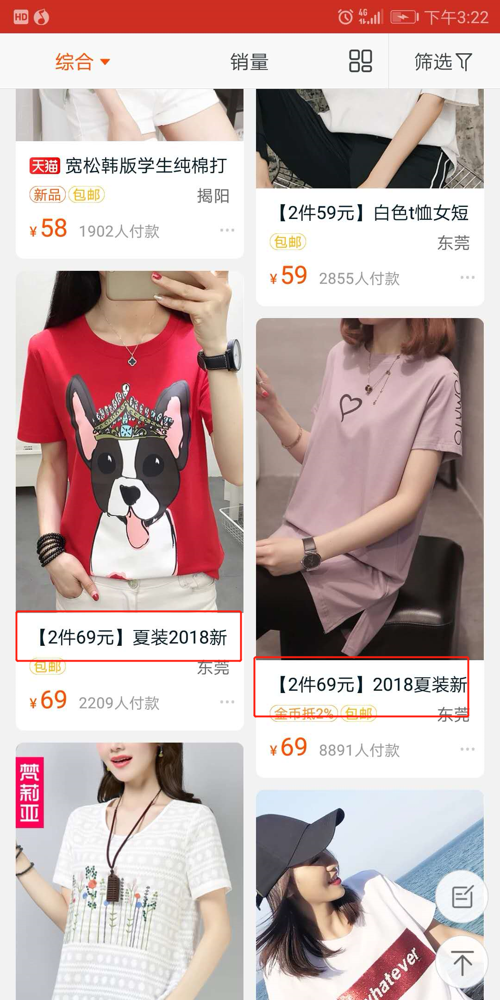 HD 4G 下午3:22
综合 销量 筛选
天猫 宽松韩版学生纯棉打
新品 包邮 揭阳
¥58 1902人付款
【2件59元】白色t恤女短
包邮 东莞
¥59 2855人付款
【2件69元】夏装2018新
包邮 东莞
¥69 2209人付款
YOMATO
【2件69元】2018夏装新
金币抵2% 包邮 东莞
¥69 8891人付款
梵莉亚
whatever